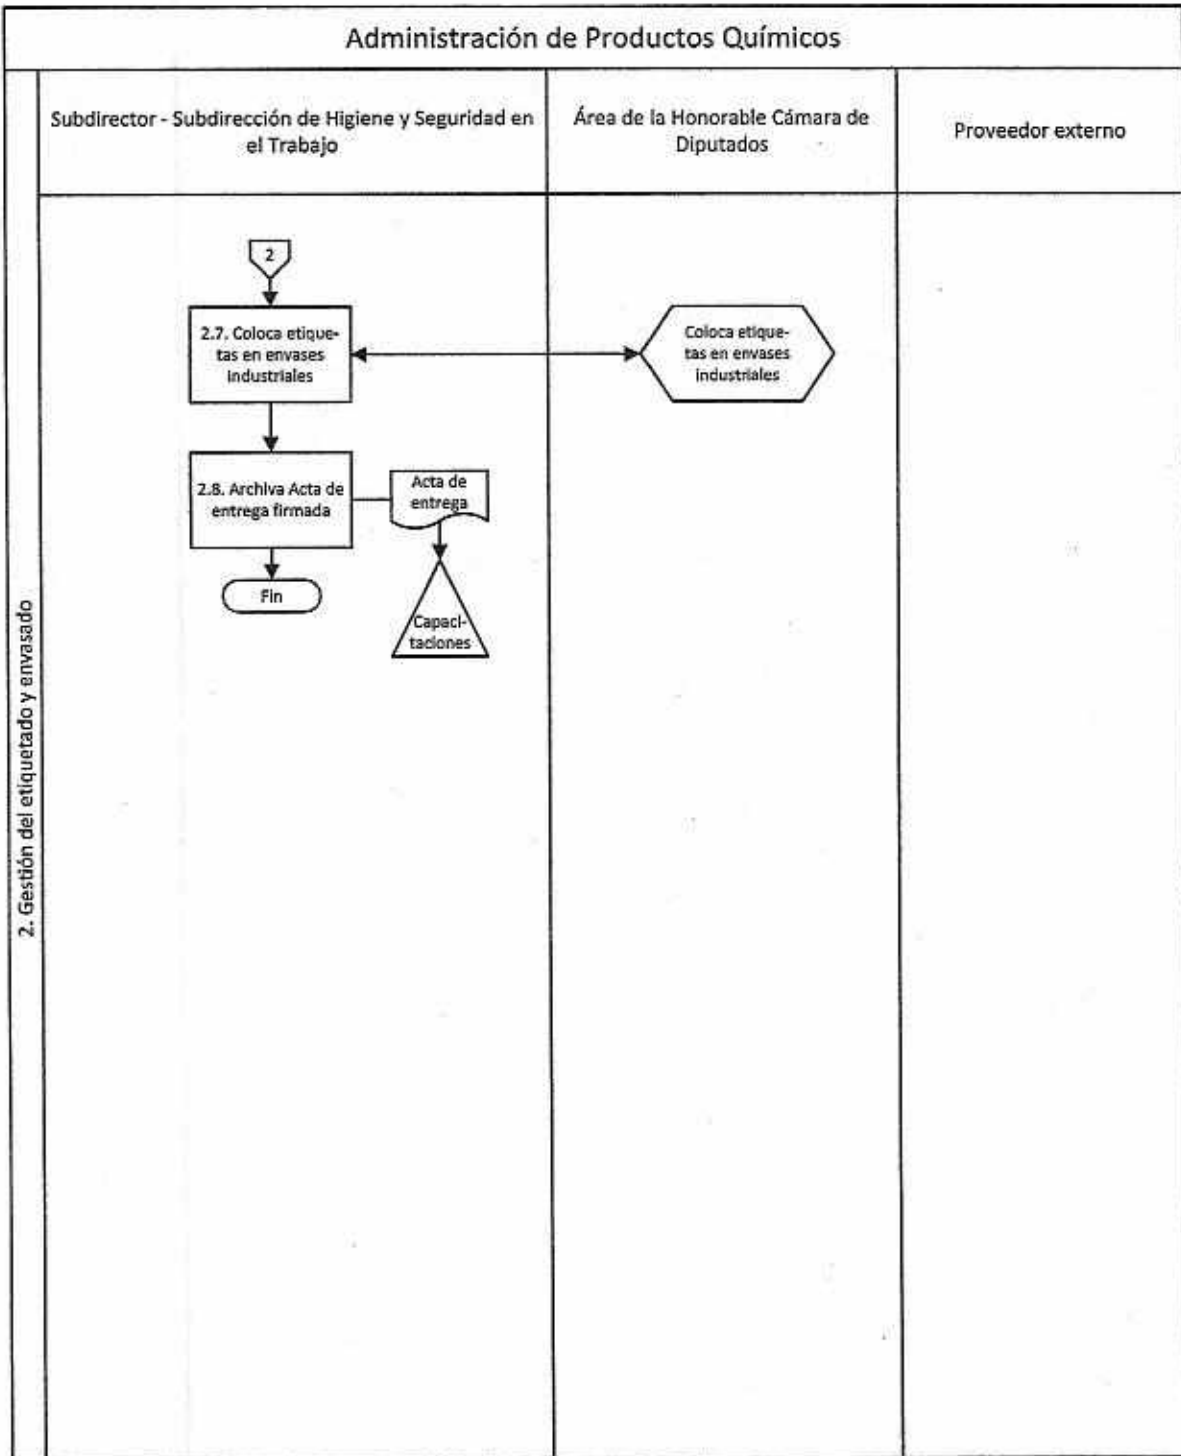 Administración de Productos Químicos
Subdirector - Subdirección de Higiene y Seguridad en
el Trabajo
Área de la Honorable Cámara de
Diputados
Proveedor externo
2. Gestión del etiquetado y envasado
2
2.7. Coloca etique-
tas en envases
industriales
Coloca etique-
tas en envases
industriales
2.8. Archiva Acta de
entrega firmada
Acta de
entrega
Fin
Capaci-
taciones